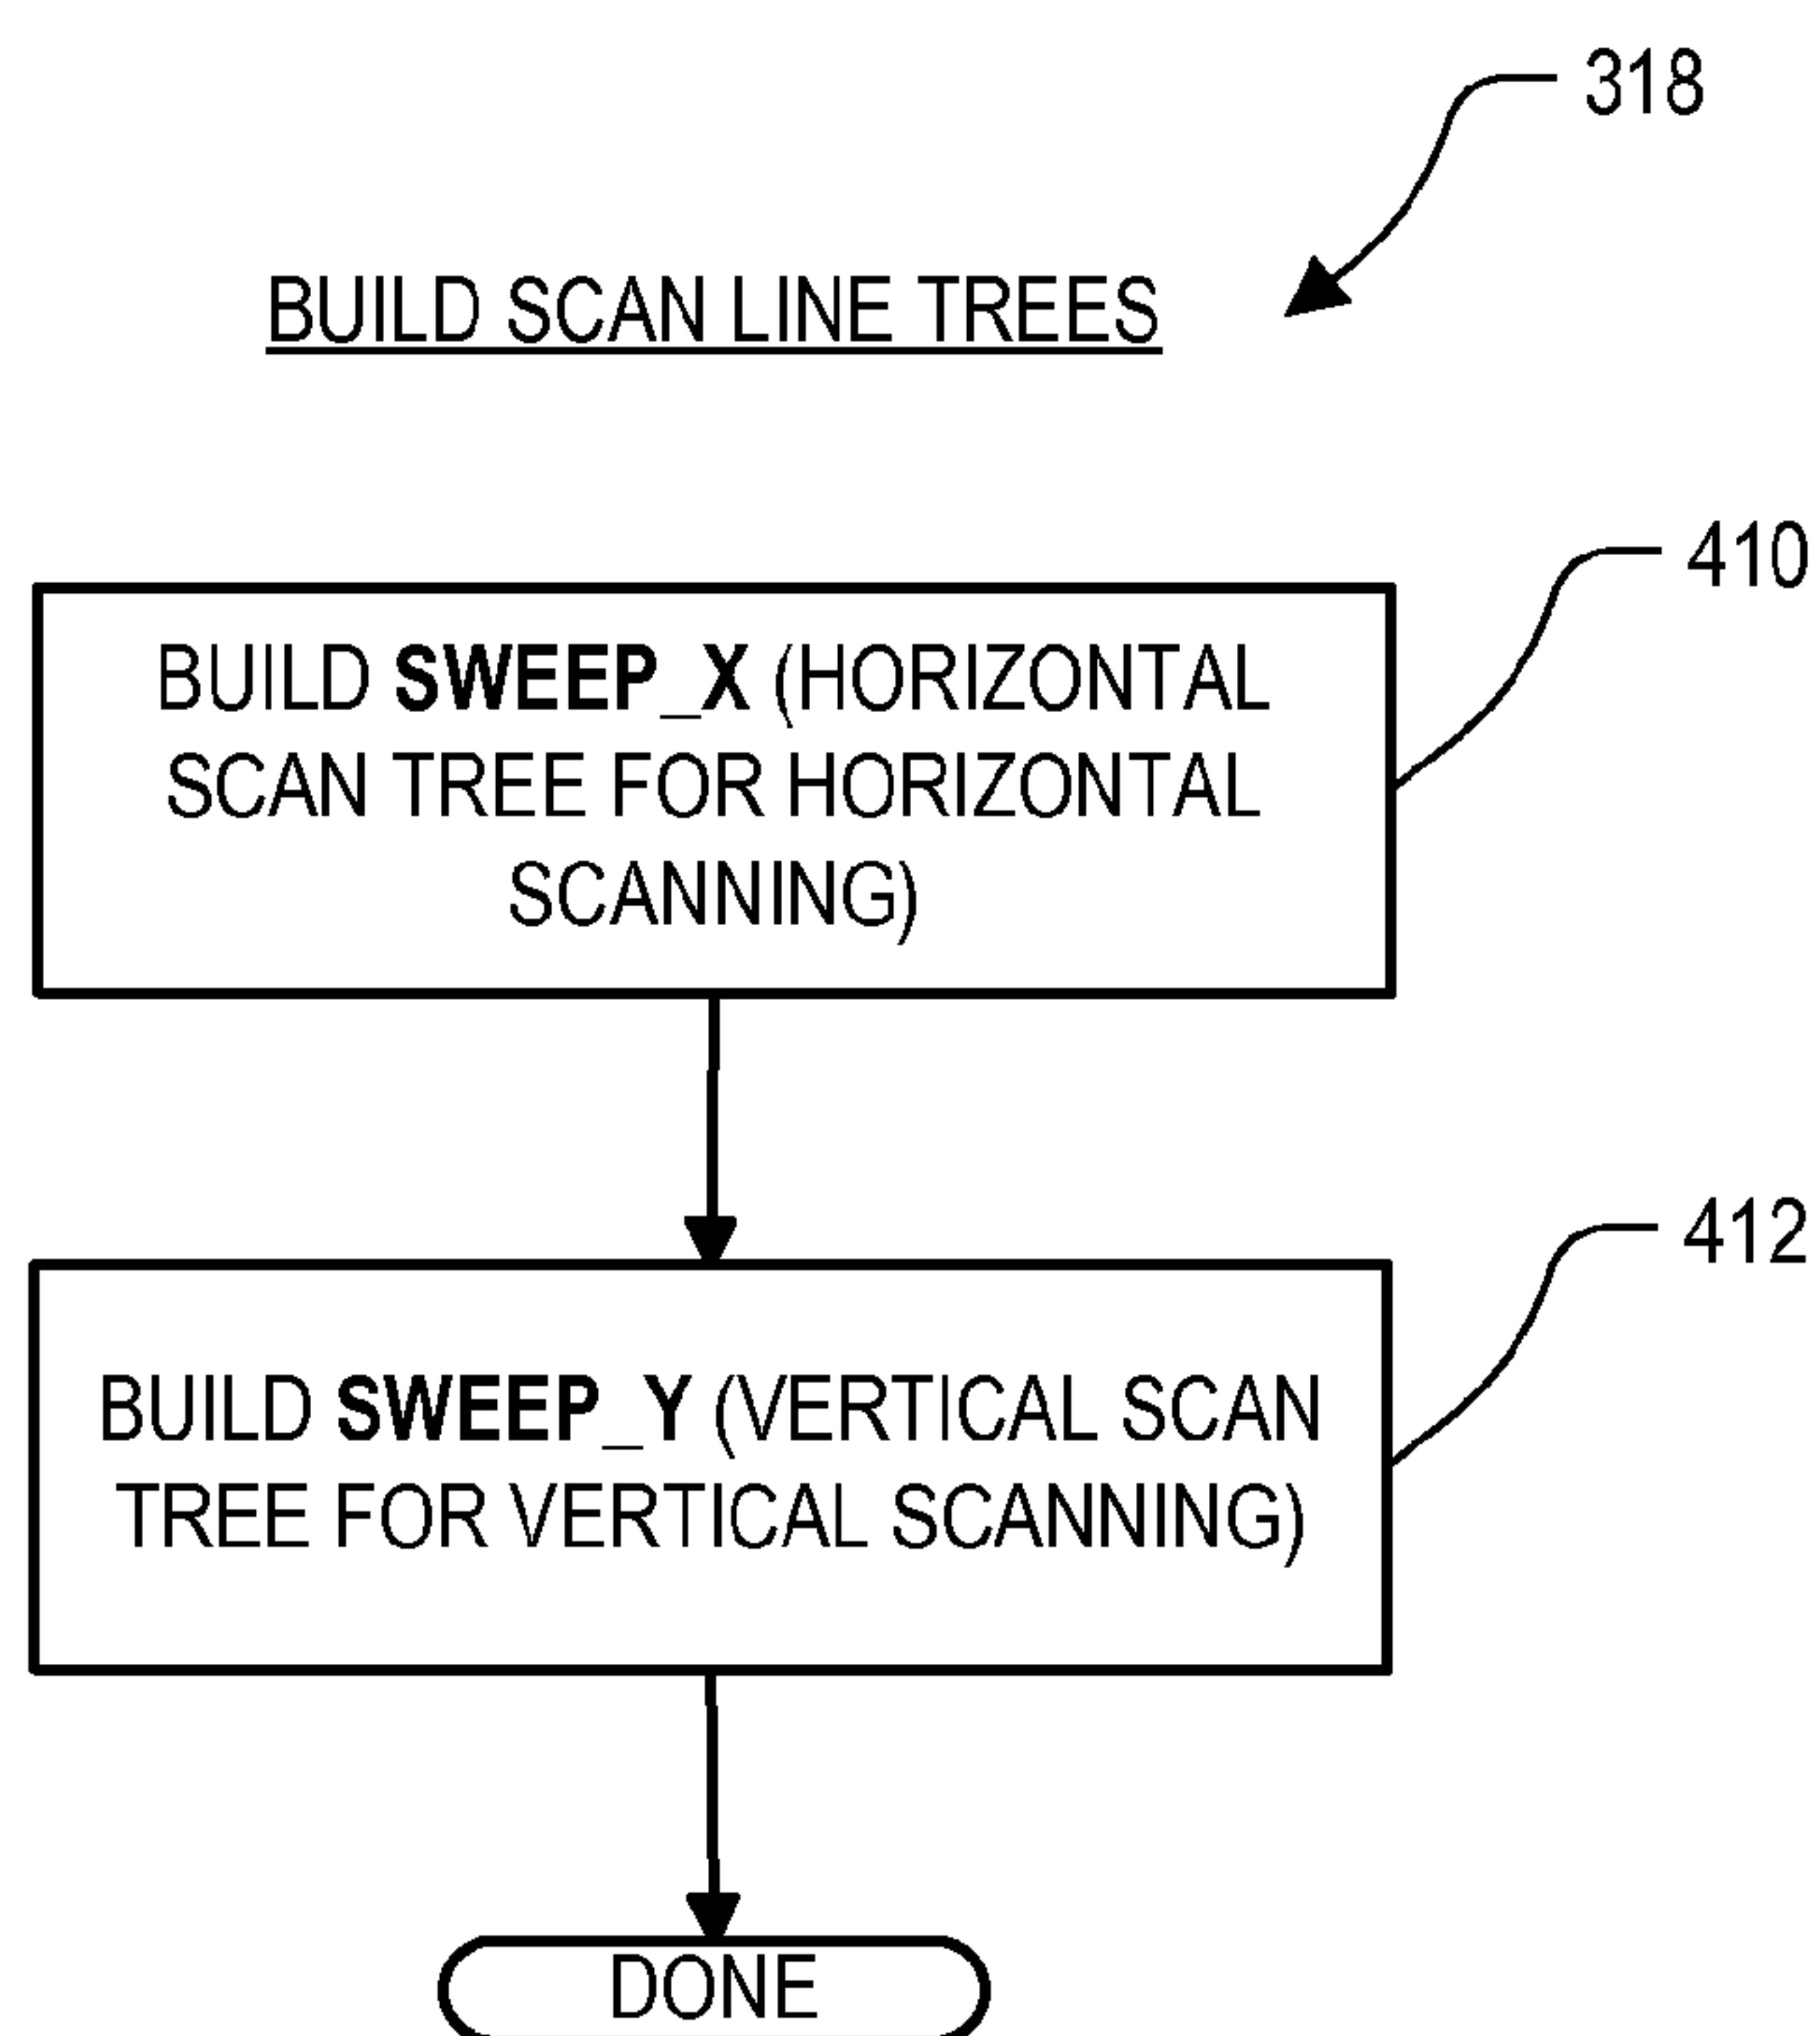 318
BUILD SCAN LINE TREES
410
BUILD SWEEP_X (HORIZONTAL
SCAN TREE FOR HORIZONTAL
SCANNING)
412
BUILD SWEEP_Y (VERTICAL SCAN
TREE FOR VERTICAL SCANNING)
DONE